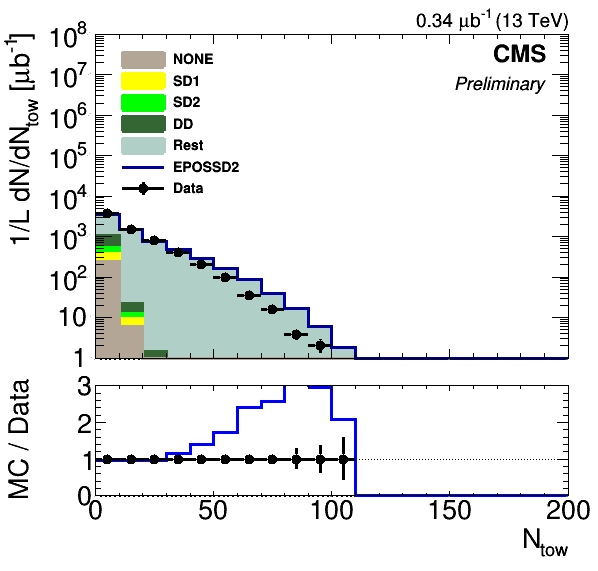 0.34 μb⁻¹ (13 TeV)
CMS
Preliminary
1/L dN/dN_tow [μb⁻¹]
10⁸
10⁷
10⁶
10⁵
10⁴
10³
10²
10
1
NONE
SD1
SD2
DD
Rest
EPOSSD2
Data
MC / Data
3
2
1
0
0 50 100 150 200
N_tow